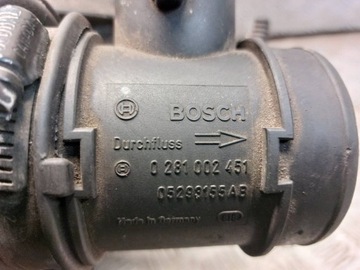 BOSCH
Durchfluss
0 281 002 451
05293155AB
Made in Germany